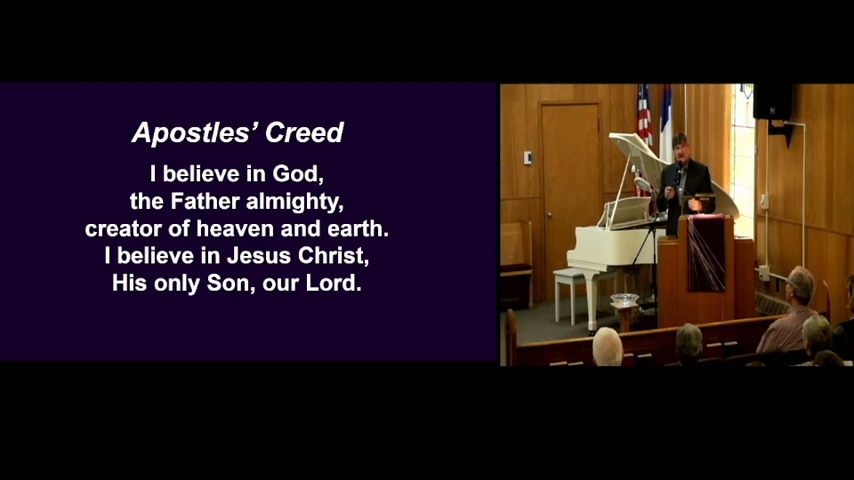 Apostles’ Creed
I believe in God,
the Father almighty,
creator of heaven and earth.
I believe in Jesus Christ,
His only Son, our Lord.